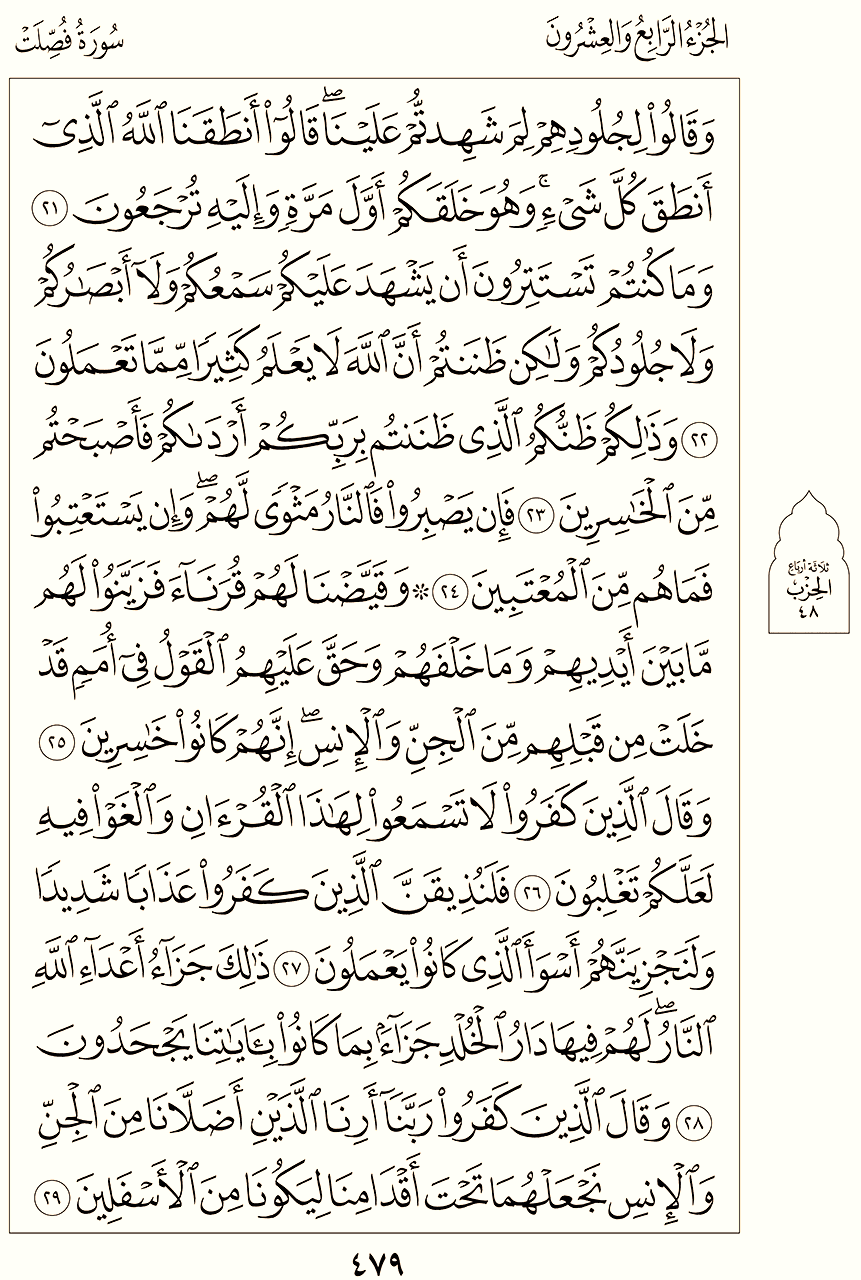 الجُزْءُ الرَّابِعُ وَالعِشْرُونَ
سُورَةُ فُصِّلَتْ
وَقَالُوا۟ لِجُلُودِهِمْ لِمَ شَهِدتُّمْ عَلَيْنَا ۖ قَالُوٓا۟ أَنطَقَنَا ٱللَّهُ ٱلَّذِىٓ
أَنطَقَ كُلَّ شَىْءٍ ۚ وَهُوَ خَلَقَكُمْ أَوَّلَ مَرَّةٍ وَإِلَيْهِ تُرْجَعُونَ ٢١
وَمَا كُنتُمْ تَسْتَتِرُونَ أَن يَشْهَدَ عَلَيْكُمْ سَمْعُكُمْ وَلَآ أَبْصَٰرُكُمْ
وَلَا جُلُودُكُمْ وَلَٰكِن ظَنَنتُمْ أَنَّ ٱللَّهَ لَا يَعْلَمُ كَثِيرًا مِّمَّا تَعْمَلُونَ
٢٢ وَذَٰلِكُمْ ظَنُّكُمُ ٱلَّذِى ظَنَنتُم بِرَبِّكُمْ أَرْدَىٰكُمْ فَأَصْبَحْتُم
مِّنَ ٱلْخَٰسِرِينَ ٢٣ فَإِن يَصْبِرُوا۟ فَٱلنَّارُ مَثْوًى لَّهُمْ ۖ وَإِن يَسْتَعْتِبُوا۟
فَمَا هُم مِّنَ ٱلْمُعْتَبِينَ ٢٤ ۞ وَقَيَّضْنَا لَهُمْ قُرَنَآءَ فَزَيَّنُوا۟ لَهُم
مَّا بَيْنَ أَيْدِيهِمْ وَمَا خَلْفَهُمْ وَحَقَّ عَلَيْهِمُ ٱلْقَوْلُ فِىٓ أُمَمٍ قَدْ
خَلَتْ مِن قَبْلِهِم مِّنَ ٱلْجِنِّ وَٱلْإِنسِ ۖ إِنَّهُمْ كَانُوا۟ خَٰسِرِينَ ٢٥
وَقَالَ ٱلَّذِينَ كَفَرُوا۟ لَا تَسْمَعُوا۟ لِهَٰذَا ٱلْقُرْءَانِ وَٱلْغَوْا۟ فِيهِ
لَعَلَّكُمْ تَغْلِبُونَ ٢٦ فَلَنُذِيقَنَّ ٱلَّذِينَ كَفَرُوا۟ عَذَابًا شَدِيدًا
وَلَنَجْزِيَنَّهُمْ أَسْوَأَ ٱلَّذِى كَانُوا۟ يَعْمَلُونَ ٢٧ ذَٰلِكَ جَزَآءُ أَعْدَآءِ ٱللَّهِ
ٱلنَّارُ ۖ لَهُمْ فِيهَا دَارُ ٱلْخُلْدِ جَزَآءًۢ بِمَا كَانُوا۟ بِـَٔايَٰتِنَا يَجْحَدُونَ
٢٨ وَقَالَ ٱلَّذِينَ كَفَرُوا۟ رَبَّنَآ أَرِنَا ٱلَّذَيْنِ أَضَلَّانَا مِنَ ٱلْجِنِّ
وَٱلْإِنسِ نَجْعَلْهُمَا تَحْتَ أَقْدَامِنَا لِيَكُونَا مِنَ ٱلْأَسْفَلِينَ ٢٩
ثلاثة أرباع
الحِزْب
٤٨
٤٧٩